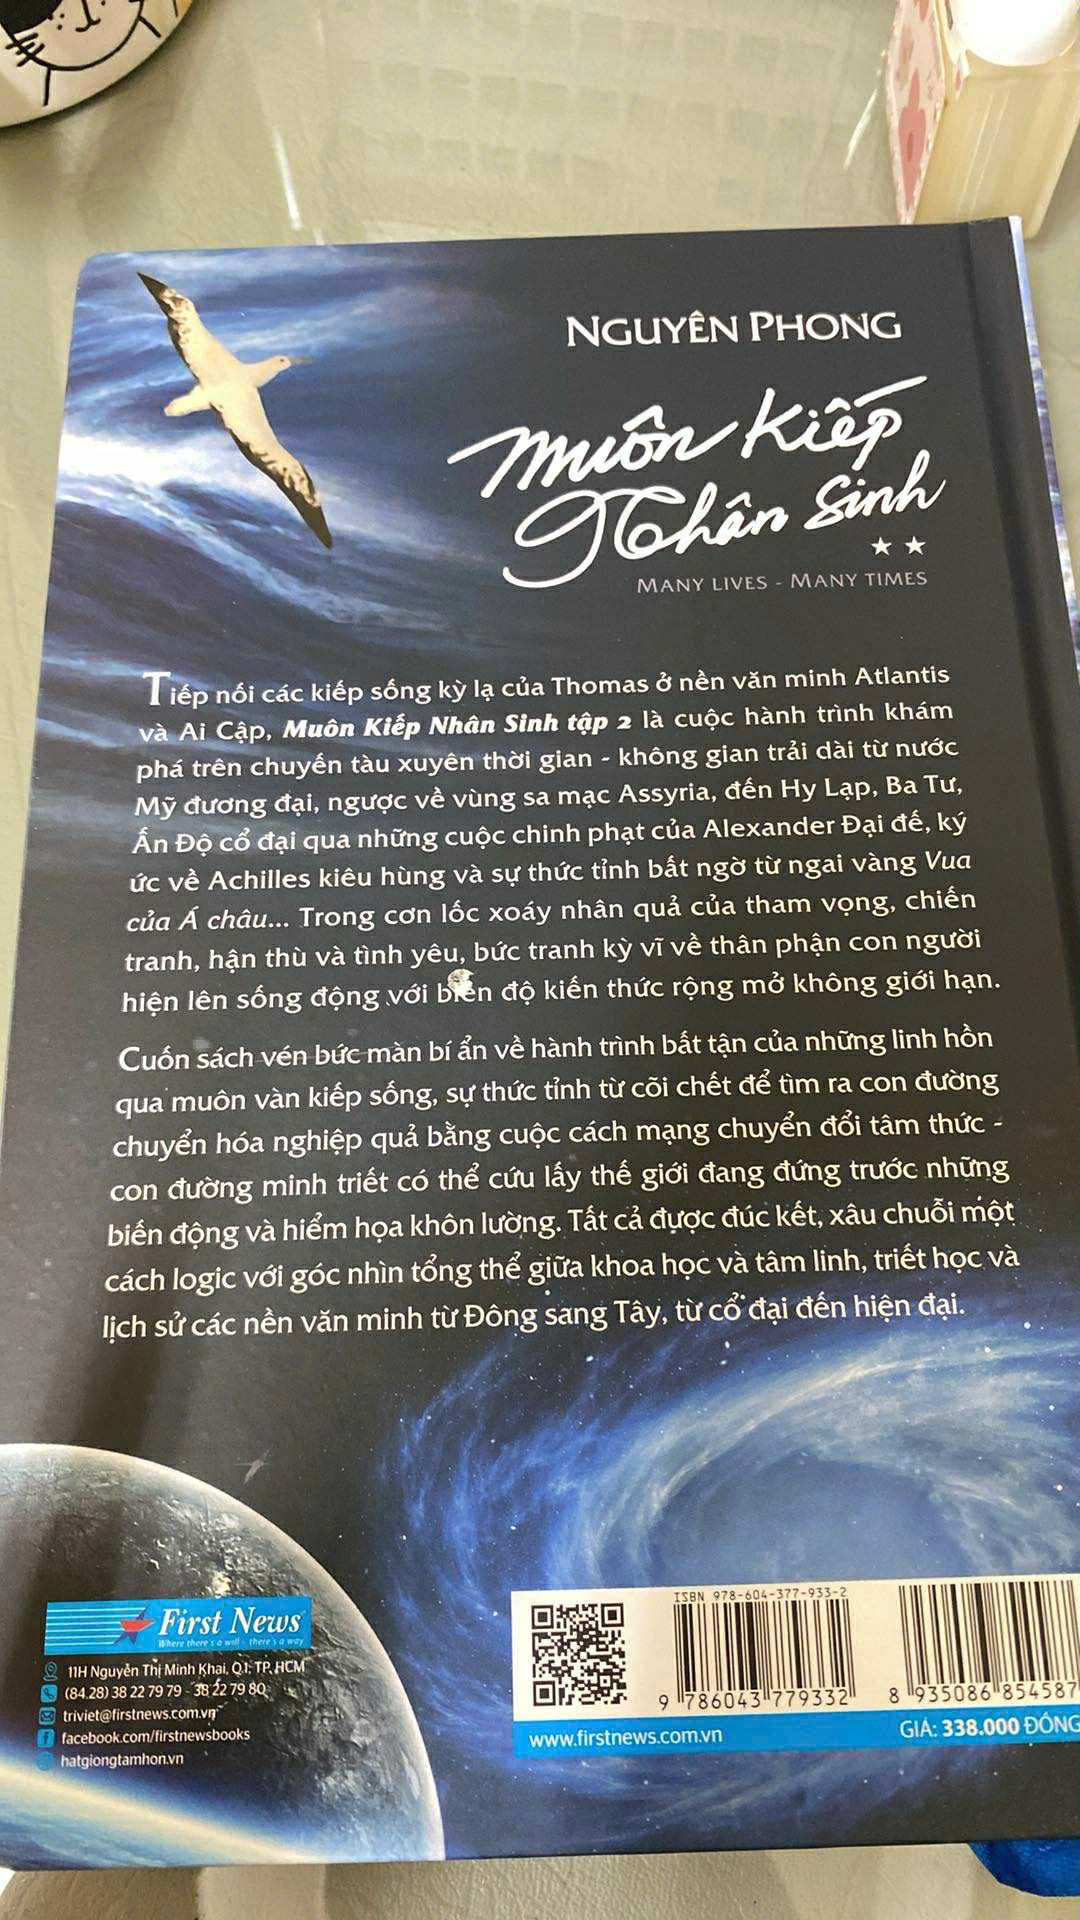 NGUYÊN PHONG
Muôn Kiếp
Nhân Sinh
★ ★
MANY LIVES - MANY TIMES
Tiếp nối các kiếp sống kỳ lạ của Thomas ở nền văn minh Atlantis
và Ai Cập, Muôn Kiếp Nhân Sinh tập 2 là cuộc hành trình khám
phá trên chuyến tàu xuyên thời gian - không gian trải dài từ nước
Mỹ đương đại, ngược về vùng sa mạc Assyria, đến Hy Lạp, Ba Tư,
Ấn Độ cổ đại qua những cuộc chinh phạt của Alexander Đại đế, ký
ức về Achilles kiêu hùng và sự thức tỉnh bất ngờ từ ngai vàng Vua
của Á châu... Trong cơn lốc xoáy nhân quả của tham vọng, chiến
tranh, hận thù và tình yêu, bức tranh kỳ vĩ về thân phận con người
hiện lên sống động với biên độ kiến thức rộng mở không giới hạn.
Cuốn sách vén bức màn bí ẩn về hành trình bất tận của những linh hồn
qua muôn vàn kiếp sống, sự thức tỉnh từ cõi chết để tìm ra con đường
chuyển hóa nghiệp quả bằng cuộc cách mạng chuyển đổi tâm thức -
con đường minh triết có thể cứu lấy thế giới đang đứng trước những
biến động và hiểm họa khôn lường. Tất cả được đúc kết, xâu chuỗi một
cách logic với góc nhìn tổng thể giữa khoa học và tâm linh, triết học và
lịch sử các nền văn minh từ Đông sang Tây, từ cổ đại đến hiện đại.
First News
Where there's a will - there's a way
11H Nguyễn Thị Minh Khai, Q.1, TP. HCM
(84.28) 38 22 79 79 - 38 22 79 80
triviet@firstnews.com.vn
facebook.com/firstnewsbooks
hatgiongtamhon.vn
ISBN 978-604-377-933-2
9 786043 779332
8 935086 854587
www.firstnews.com.vn
GIÁ: 338.000 ĐỒNG